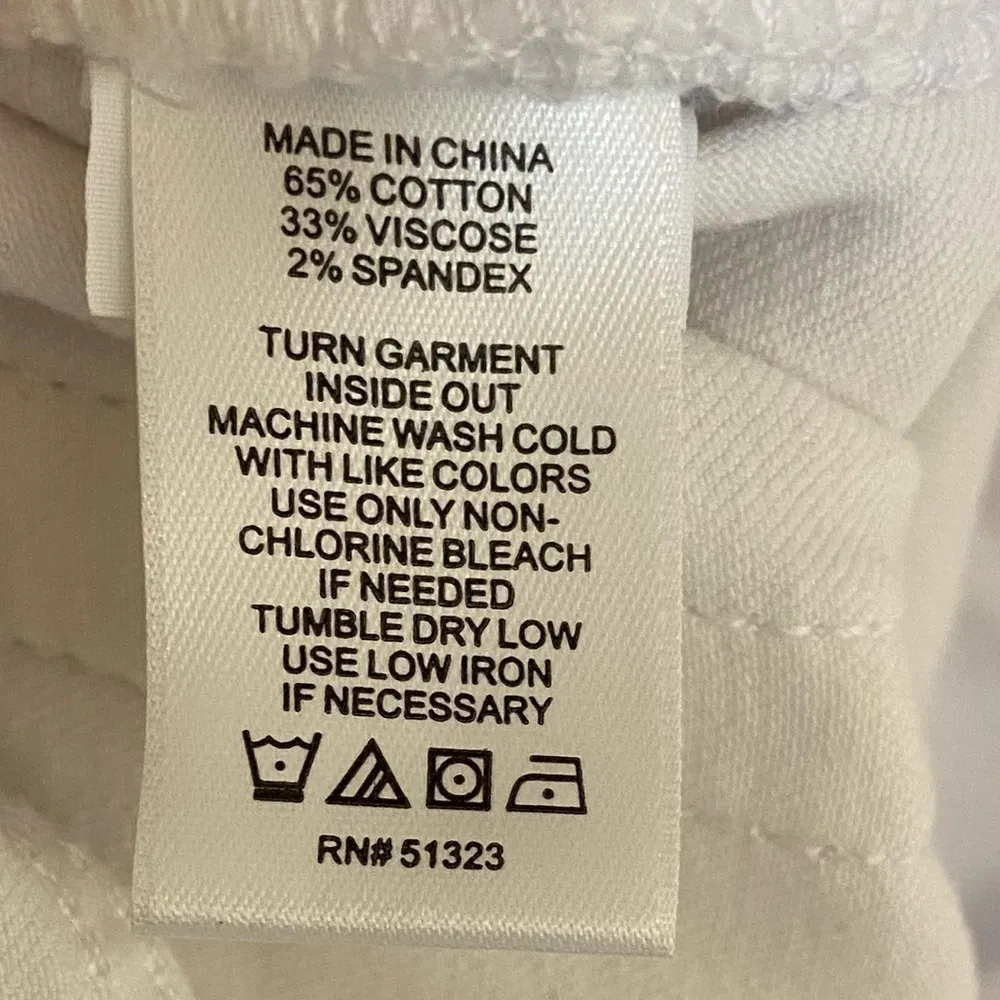 MADE IN CHINA
65% COTTON
33% VISCOSE
2% SPANDEX
TURN GARMENT
INSIDE OUT
MACHINE WASH COLD
WITH LIKE COLORS
USE ONLY NON-
CHLORINE BLEACH
IF NEEDED
TUMBLE DRY LOW
USE LOW IRON
IF NECESSARY
RN# 51323